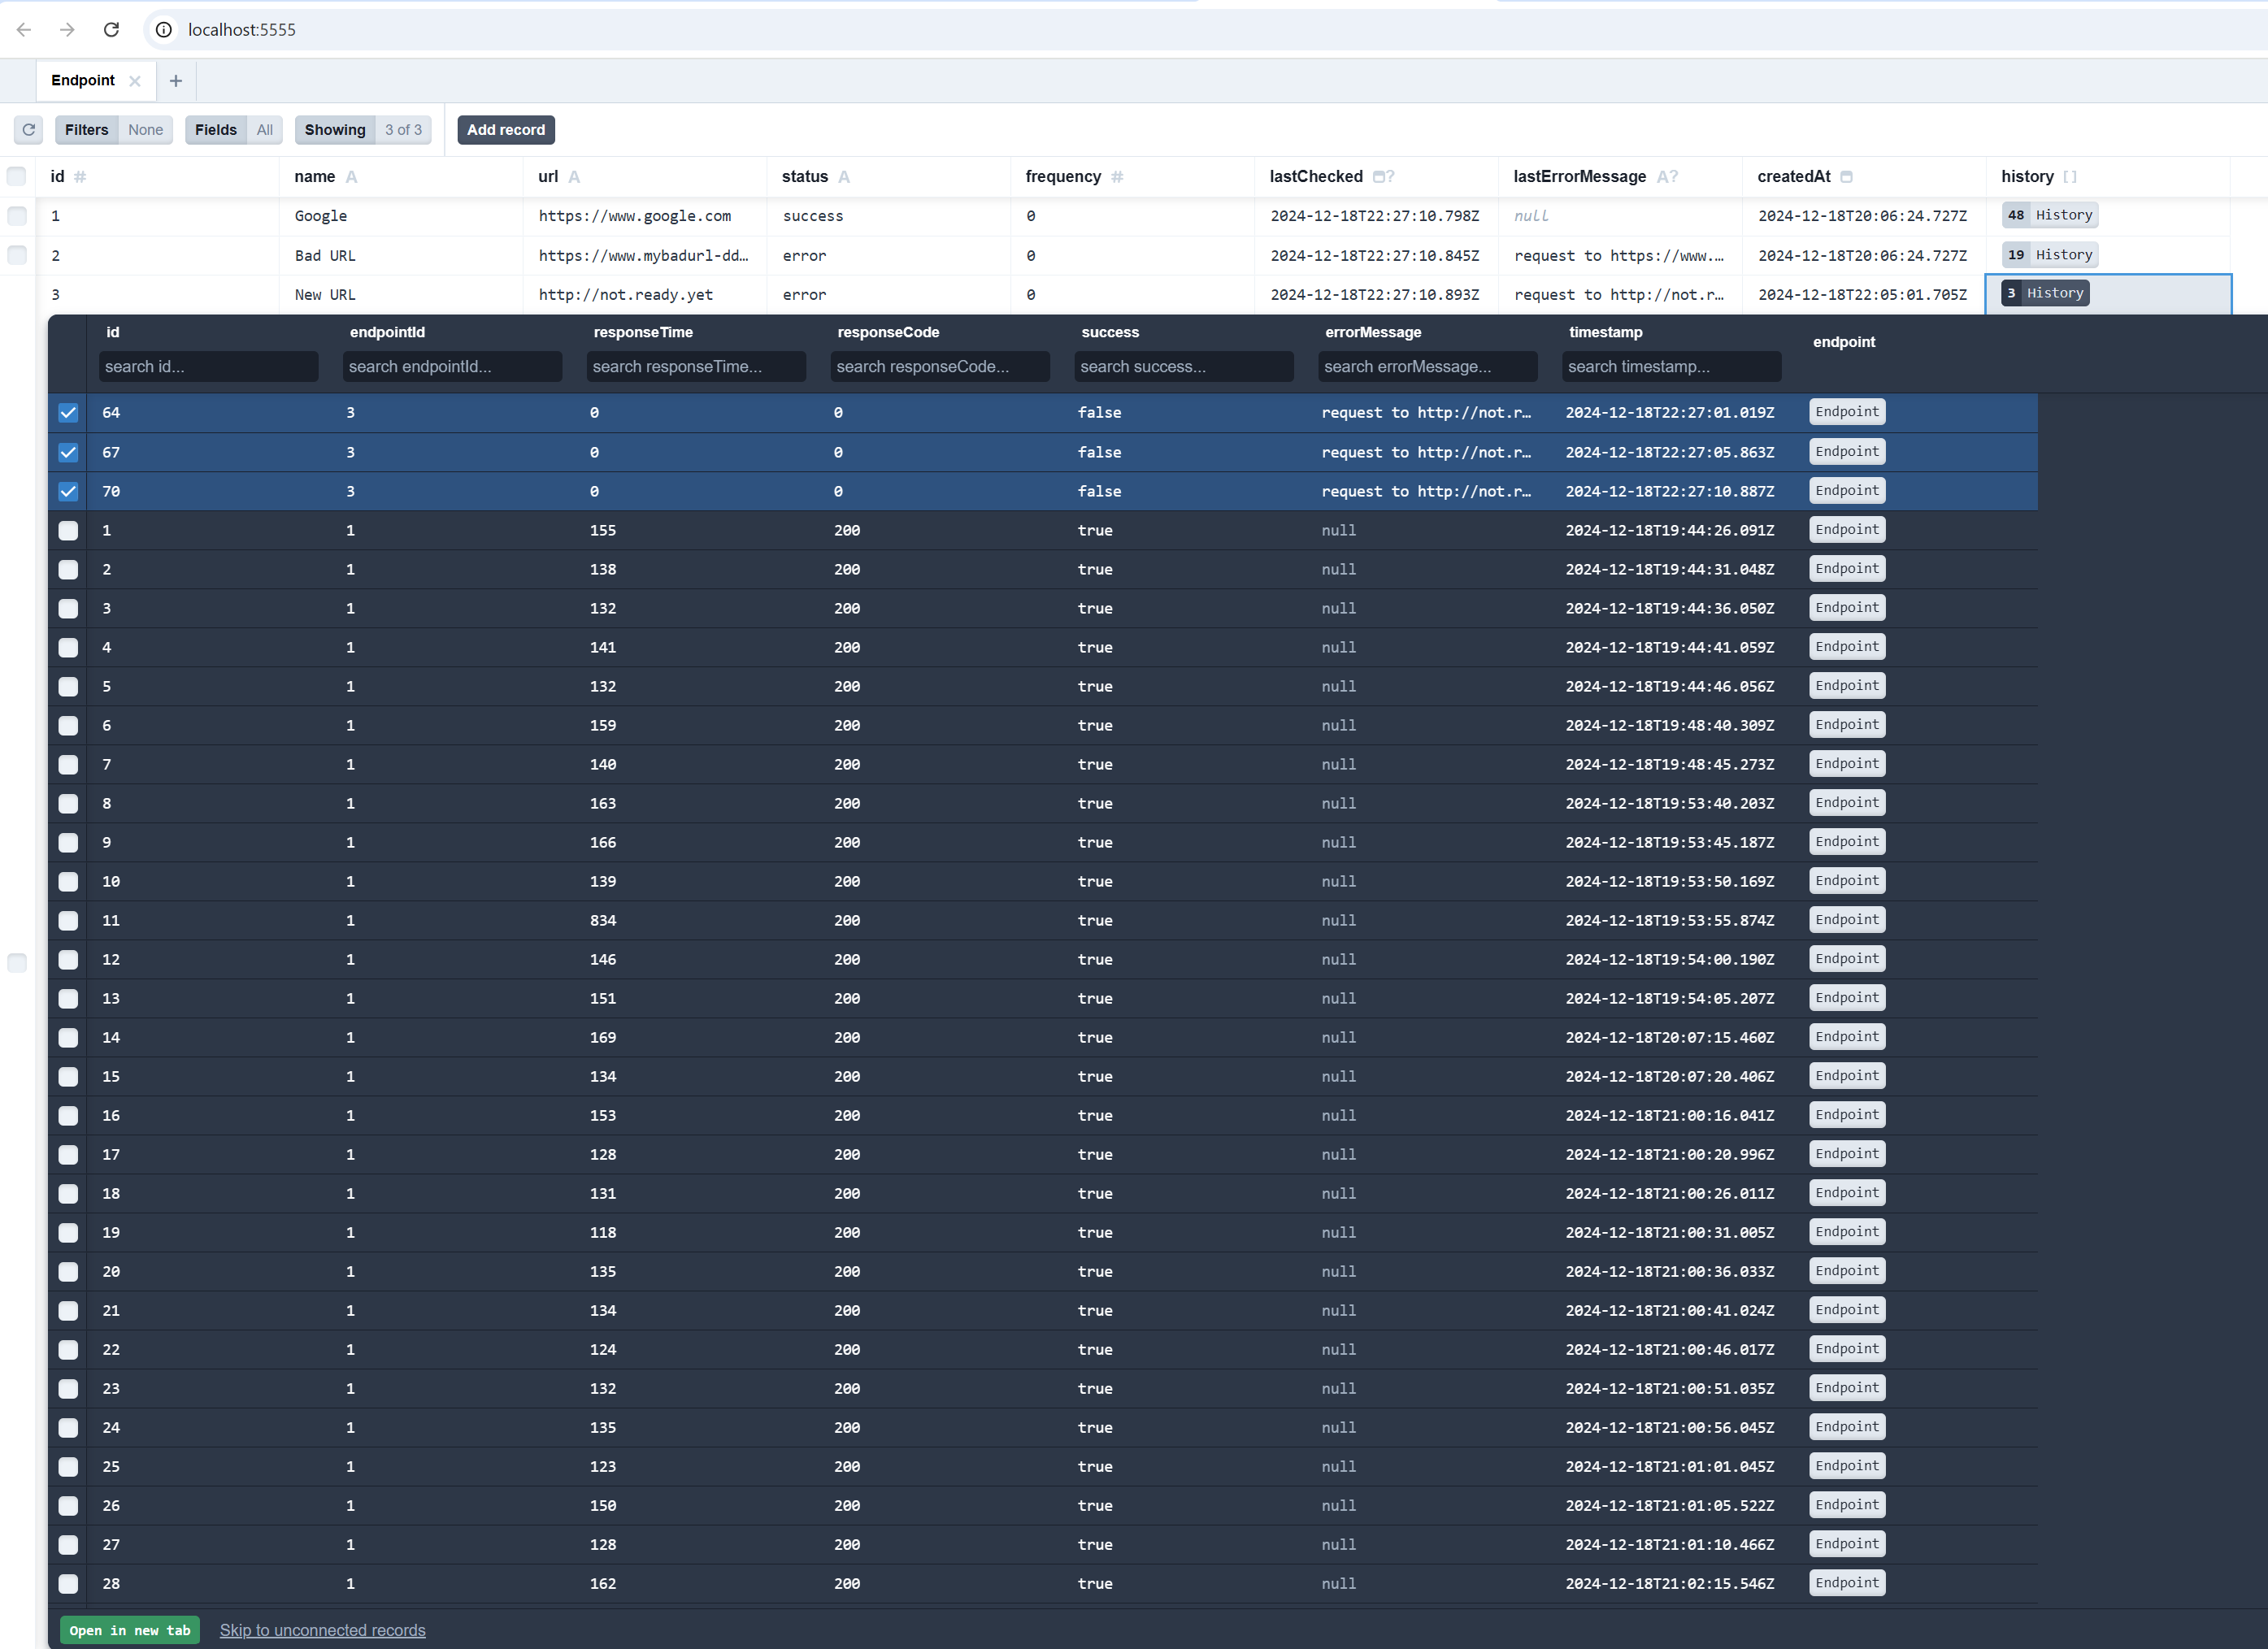 localhost:5555
Endpoint
Filters None Fields All Showing 3 of 3 Add record
id # name A url A status A frequency # lastChecked ? lastErrorMessage A? createdAt history []
1 Google https://www.google.com success 0 2024-12-18T22:27:10.798Z null 2024-12-18T20:06:24.727Z 48 History
2 Bad URL https://www.mybadurl-dd… error 0 2024-12-18T22:27:10.845Z request to https://www.… 2024-12-18T20:06:24.727Z 19 History
3 New URL http://not.ready.yet error 0 2024-12-18T22:27:10.893Z request to http://not.r… 2024-12-18T22:05:01.705Z 3 History
id endpointId responseTime responseCode success errorMessage timestamp endpoint
search id... search endpointId... search responseTime... search responseCode... search success... search errorMessage... search timestamp...
64 3 0 0 false request to http://not.r… 2024-12-18T22:27:01.019Z Endpoint
67 3 0 0 false request to http://not.r… 2024-12-18T22:27:05.863Z Endpoint
70 3 0 0 false request to http://not.r… 2024-12-18T22:27:10.887Z Endpoint
1 1 155 200 true null 2024-12-18T19:44:26.091Z Endpoint
2 1 138 200 true null 2024-12-18T19:44:31.048Z Endpoint
3 1 132 200 true null 2024-12-18T19:44:36.050Z Endpoint
4 1 141 200 true null 2024-12-18T19:44:41.059Z Endpoint
5 1 132 200 true null 2024-12-18T19:44:46.056Z Endpoint
6 1 159 200 true null 2024-12-18T19:48:40.309Z Endpoint
7 1 140 200 true null 2024-12-18T19:48:45.273Z Endpoint
8 1 163 200 true null 2024-12-18T19:53:40.203Z Endpoint
9 1 166 200 true null 2024-12-18T19:53:45.187Z Endpoint
10 1 139 200 true null 2024-12-18T19:53:50.169Z Endpoint
11 1 834 200 true null 2024-12-18T19:53:55.874Z Endpoint
12 1 146 200 true null 2024-12-18T19:54:00.190Z Endpoint
13 1 151 200 true null 2024-12-18T19:54:05.207Z Endpoint
14 1 169 200 true null 2024-12-18T20:07:15.460Z Endpoint
15 1 134 200 true null 2024-12-18T20:07:20.406Z Endpoint
16 1 153 200 true null 2024-12-18T21:00:16.041Z Endpoint
17 1 128 200 true null 2024-12-18T21:00:20.996Z Endpoint
18 1 131 200 true null 2024-12-18T21:00:26.011Z Endpoint
19 1 118 200 true null 2024-12-18T21:00:31.005Z Endpoint
20 1 135 200 true null 2024-12-18T21:00:36.033Z Endpoint
21 1 134 200 true null 2024-12-18T21:00:41.024Z Endpoint
22 1 124 200 true null 2024-12-18T21:00:46.017Z Endpoint
23 1 132 200 true null 2024-12-18T21:00:51.035Z Endpoint
24 1 135 200 true null 2024-12-18T21:00:56.045Z Endpoint
25 1 123 200 true null 2024-12-18T21:01:01.045Z Endpoint
26 1 150 200 true null 2024-12-18T21:01:05.522Z Endpoint
27 1 128 200 true null 2024-12-18T21:01:10.466Z Endpoint
28 1 162 200 true null 2024-12-18T21:02:15.546Z Endpoint
Open in new tab Skip to unconnected records